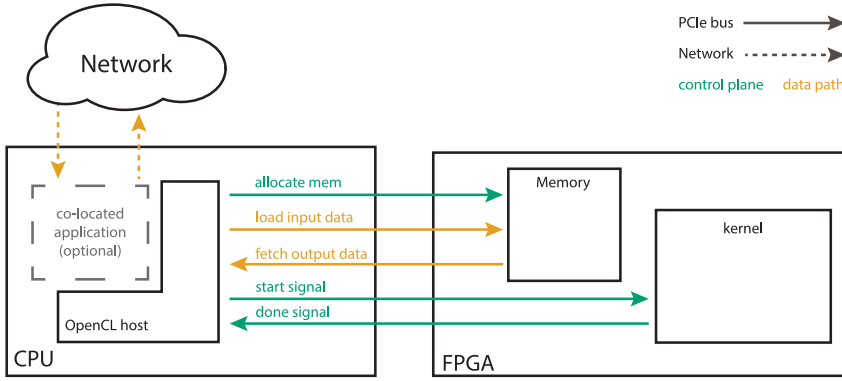 Network
PCIe bus
Network
control plane data path
co-located
application
(optional)
OpenCL host
CPU
allocate mem
load input data
fetch output data
start signal
done signal
Memory
kernel
FPGA